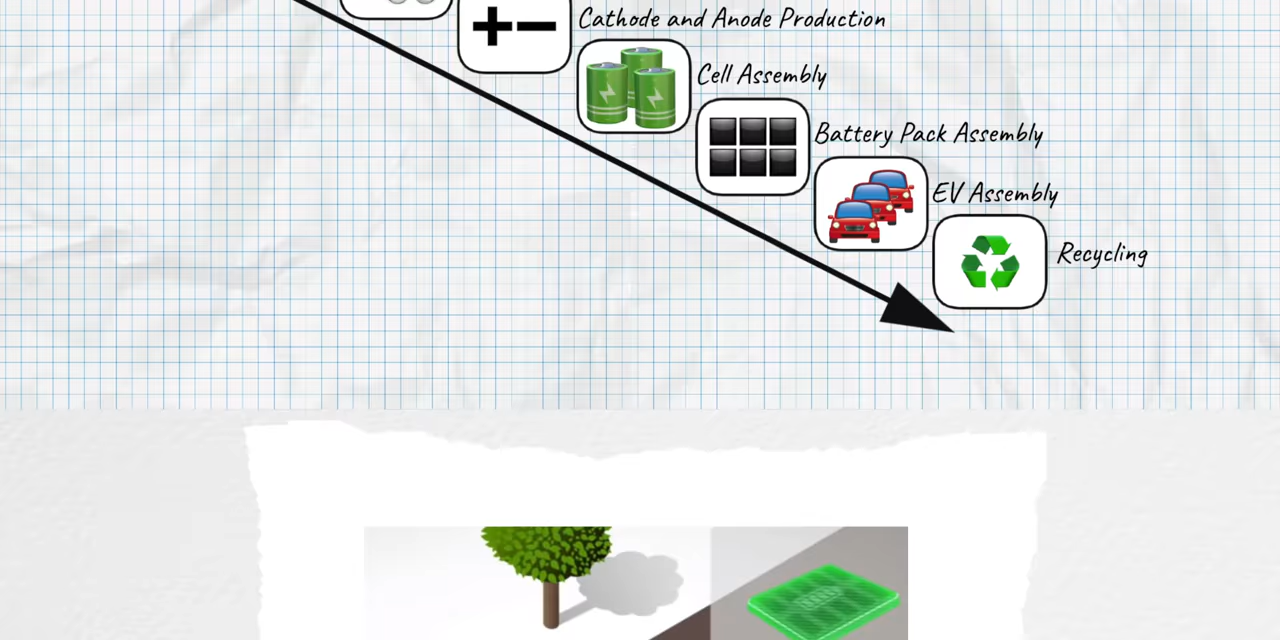 Cathode and Anode Production
Cell Assembly
Battery Pack Assembly
EV Assembly
Recycling